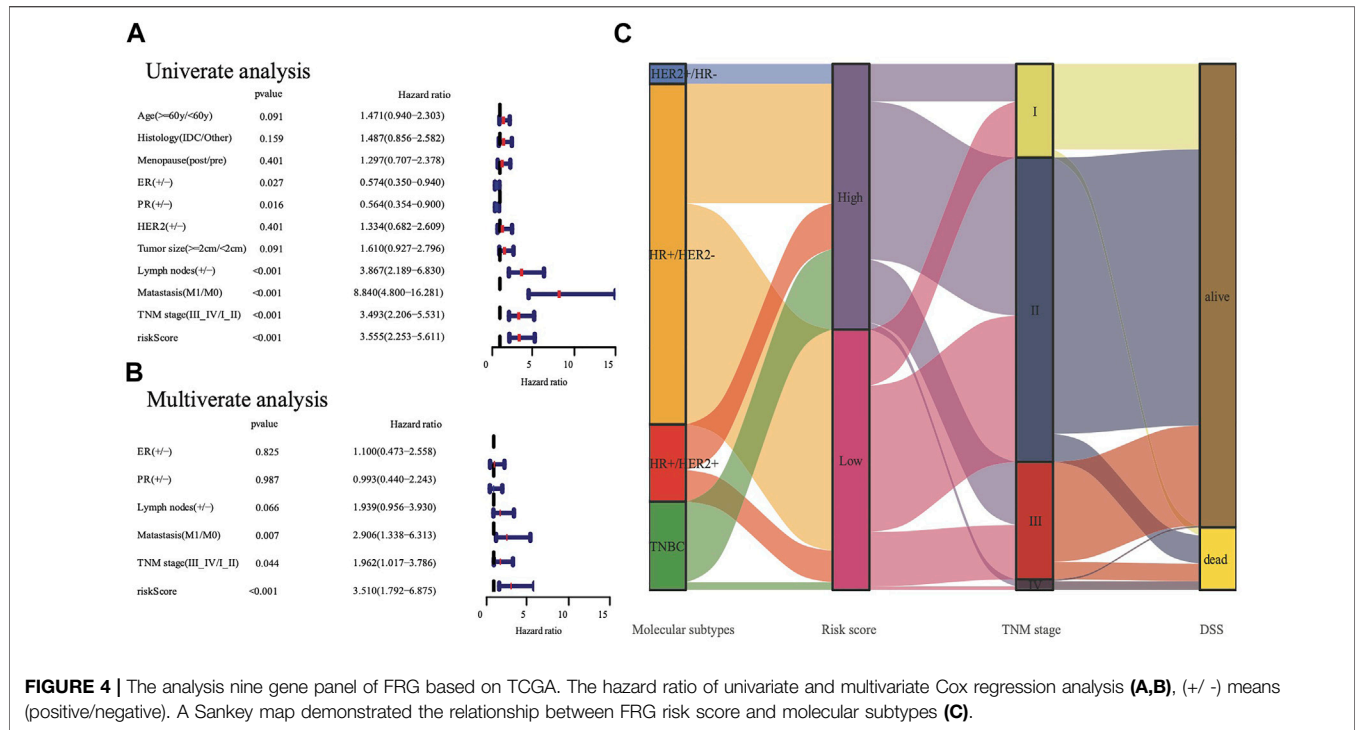 A
Univerate analysis
pvalue Hazard ratio
Age(>=60y/<60y) 0.091 1.471(0.940−2.303)
Histology(IDC/Other) 0.159 1.487(0.856−2.582)
Menopause(post/pre) 0.401 1.297(0.707−2.378)
ER(+/−) 0.027 0.574(0.350−0.940)
PR(+/−) 0.016 0.564(0.354−0.900)
HER2(+/−) 0.401 1.334(0.682−2.609)
Tumor size(>=2cm/<2cm) 0.091 1.610(0.927−2.796)
Lymph nodes(+/−) <0.001 3.867(2.189−6.830)
Matastasis(M1/M0) <0.001 8.840(4.800−16.281)
TNM stage(III_IV/I_II) <0.001 3.493(2.206−5.531)
riskScore <0.001 3.555(2.253−5.611)
0 5 10 15
Hazard ratio
B
Multiverate analysis
pvalue Hazard ratio
ER(+/−) 0.825 1.100(0.473−2.558)
PR(+/−) 0.987 0.993(0.440−2.243)
Lymph nodes(+/−) 0.066 1.939(0.956−3.930)
Matastasis(M1/M0) 0.007 2.906(1.338−6.313)
TNM stage(III_IV/I_II) 0.044 1.962(1.017−3.786)
riskScore <0.001 3.510(1.792−6.875)
0 5 10 15
Hazard ratio
C
HER2+/HR-
HR+/HER2-
HR+/HER2+
TNBC
High
Low
I
II
III
IV
alive
dead
Molecular subtypes Risk score TNM stage DSS
FIGURE 4 | The analysis nine gene panel of FRG based on TCGA. The hazard ratio of univariate and multivariate Cox regression analysis (A,B), (+/ -) means
(positive/negative). A Sankey map demonstrated the relationship between FRG risk score and molecular subtypes (C).